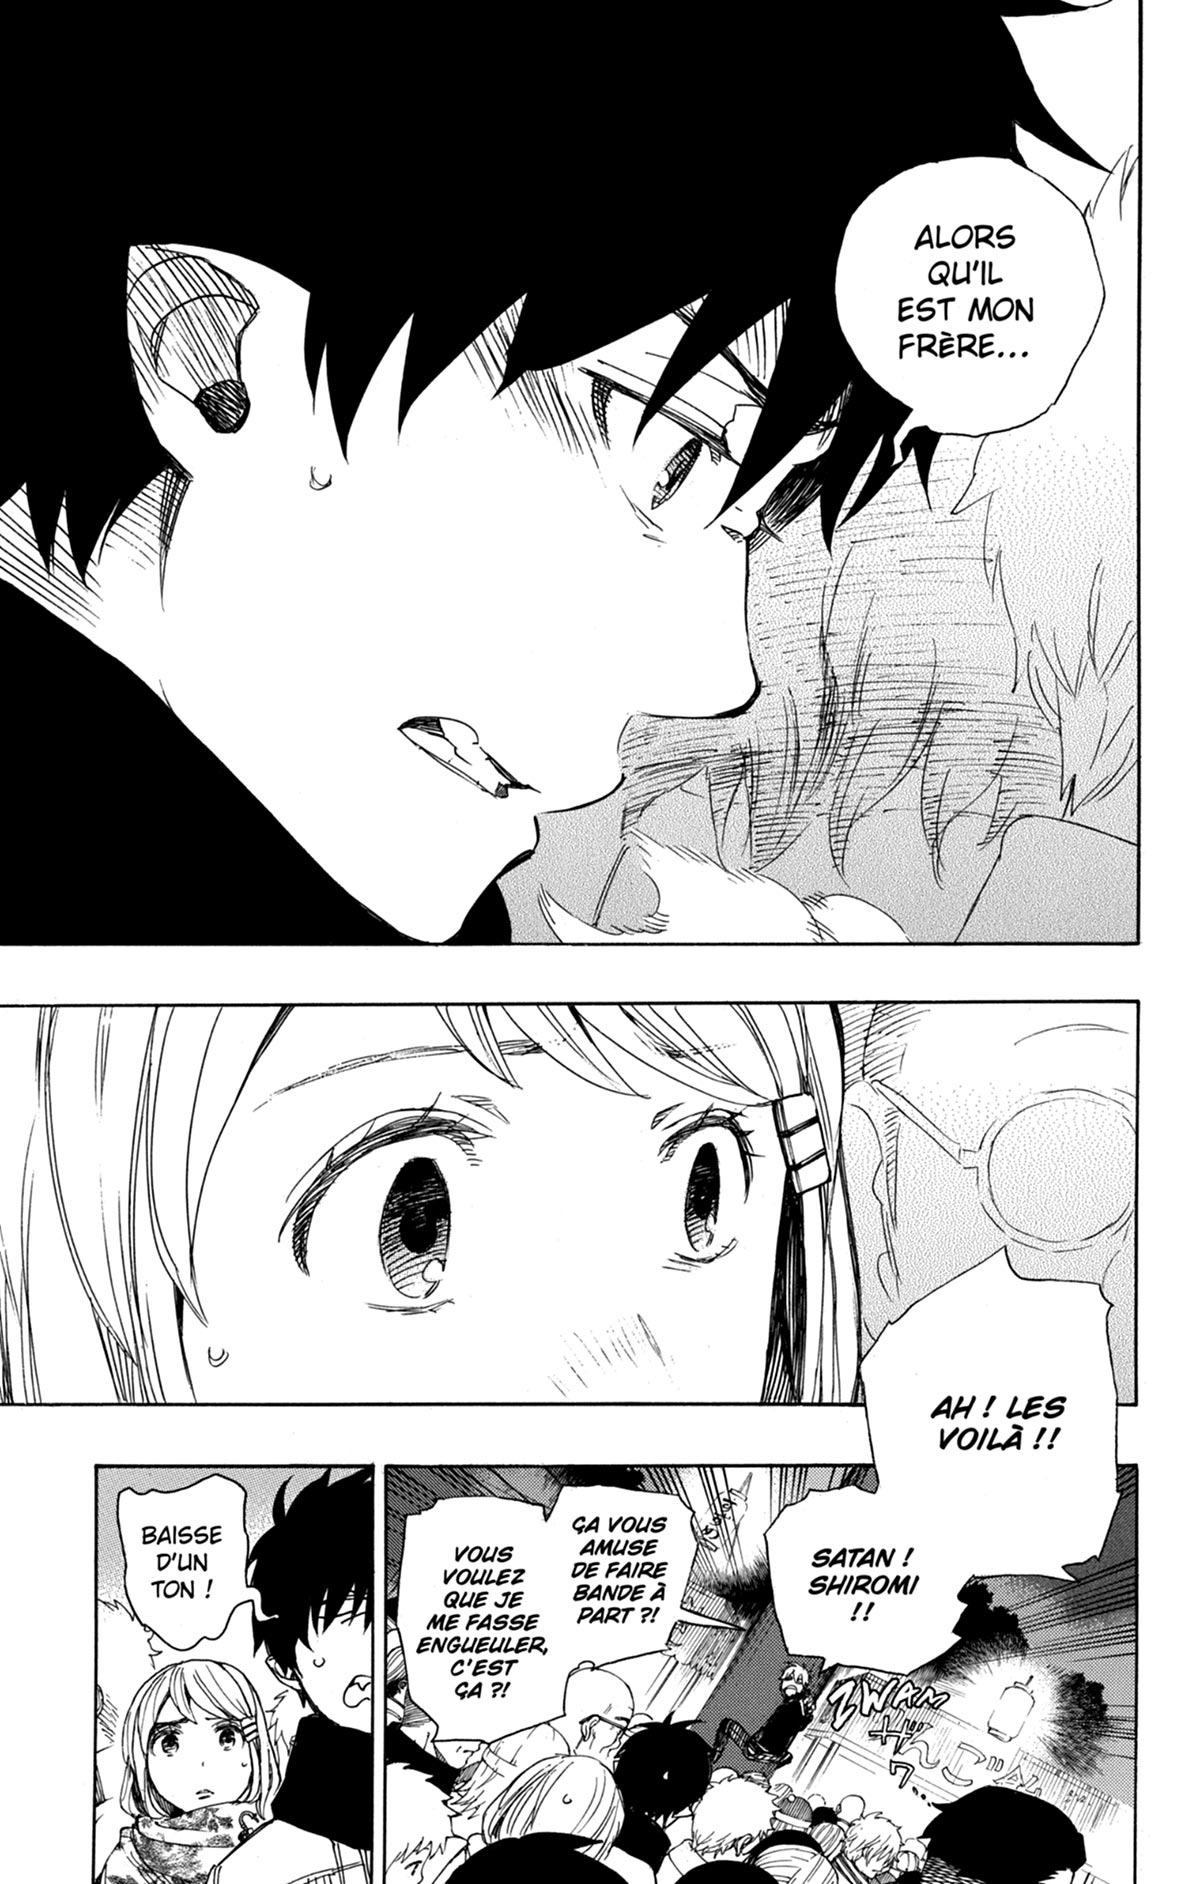 ALORS
QU'IL
EST MON
FRÈRE...
AH ! LES
VOILÀ !!
SATAN !
SHIROMI
!!
ÇA VOUS
AMUSE
DE FAIRE
BANDE À
PART ?!
VOUS
VOULEZ
QUE JE
ME FASSE
ENGUEULER,
C'EST
ÇA ?!
ZWAM
BAISSE
D'UN
TON !